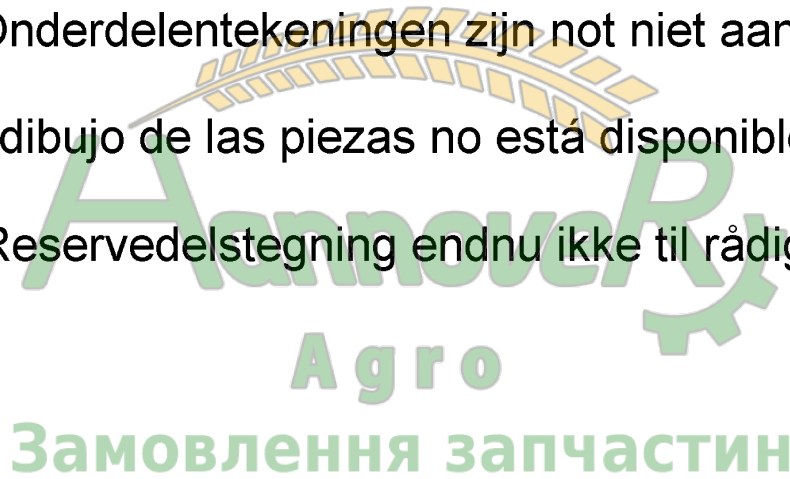 Onderdelentekeningen zijn not niet aan
dibujo de las piezas no está disponible
Reservedelstegning endnu ikke til rådig
HannoveR
Agro
Замовлення запчастин